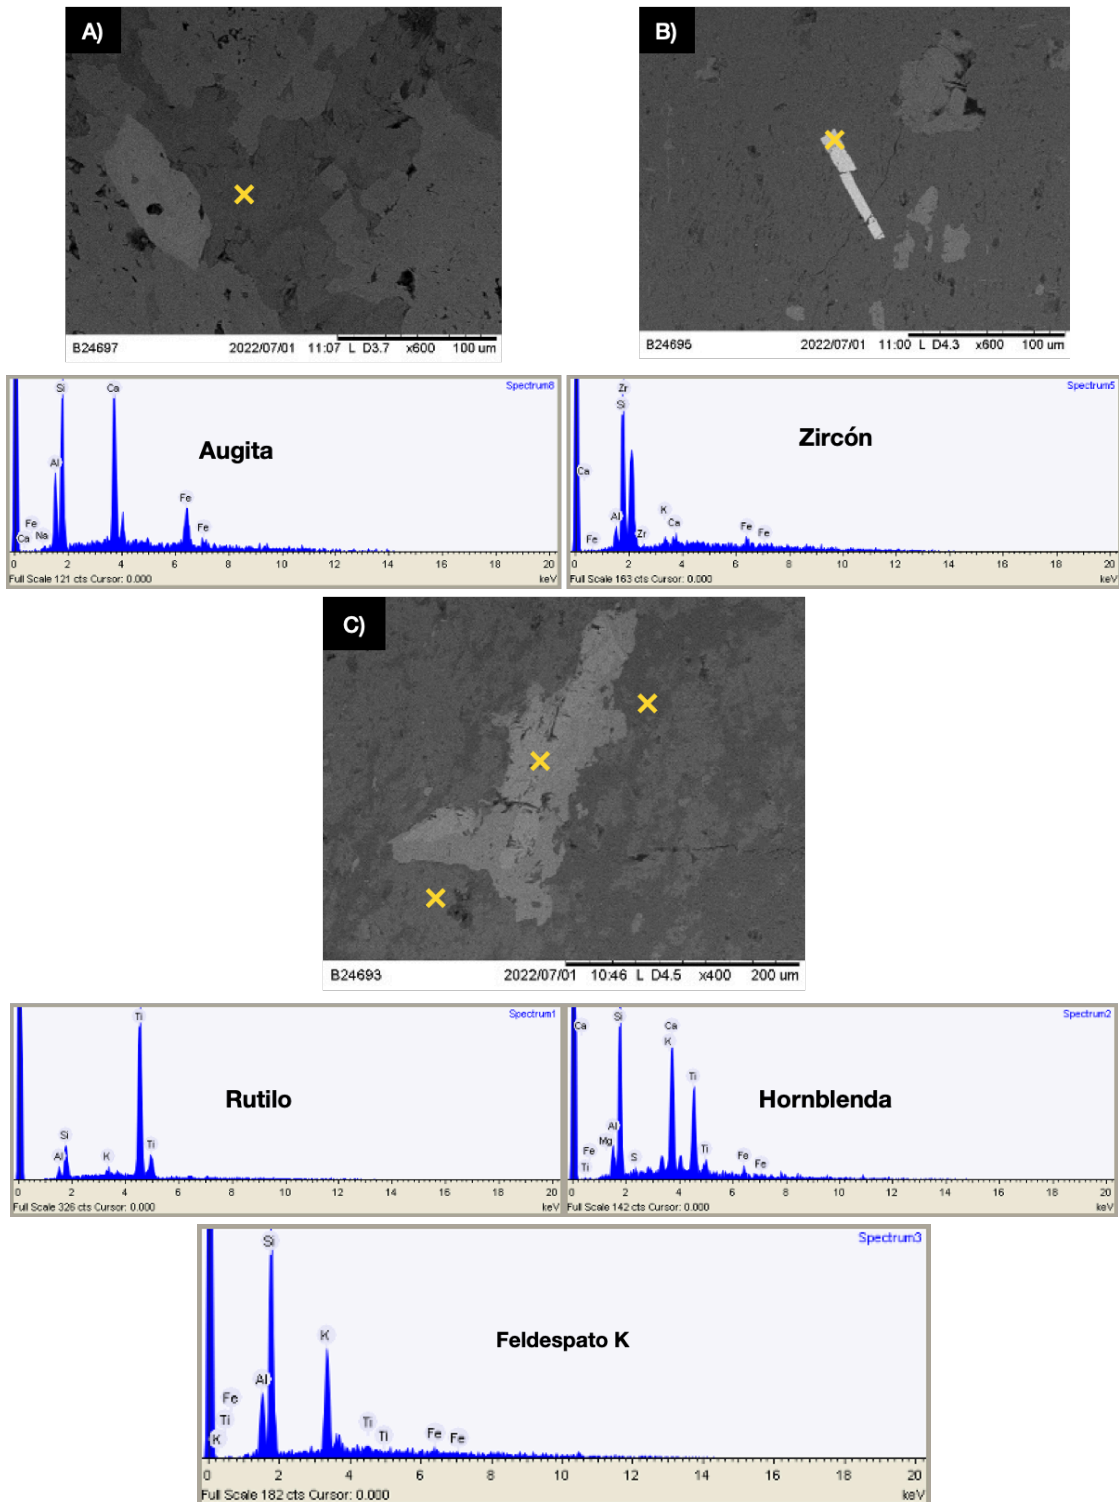 A)
B)
B24697 2022/07/01 11:07 L D3.7 x600 100 um
B24695 2022/07/01 11:00 L D4.3 x600 100 um
Spectrum8
Si
Ca
Augita
Al
Fe
Fe
Ca
Na
Fe
0 2 4 6 8 10 12 14 16 18 20
Full Scale 121 cts Cursor: 0.000 keV
Spectrum5
Zr
Si
Zircón
Ca
K
Al
Ca
Fe
Fe
Fe
Zr
0 2 4 6 8 10 12 14 16 18 20
Full Scale 163 cts Cursor: 0.000 keV
C)
B24693 2022/07/01 10:46 L D4.5 x400 200 um
Spectrum1
Ti
Rutilo
Si
Al
K
Ti
0 2 4 6 8 10 12 14 16 18 20
Full Scale 326 cts Cursor: 0.000 keV
Spectrum2
Ca
Si
Ca
K
Ti
Hornblenda
Al
Mg
Fe
Ti
S
Ti
Fe
Fe
0 2 4 6 8 10 12 14 16 18 20
Full Scale 142 cts Cursor: 0.000 keV
Spectrum3
Si
K
Feldespato K
Al
Fe
Ti
K
Ti
Ti
Fe
Fe
0 2 4 6 8 10 12 14 16 18 20
Full Scale 182 cts Cursor: 0.000 keV